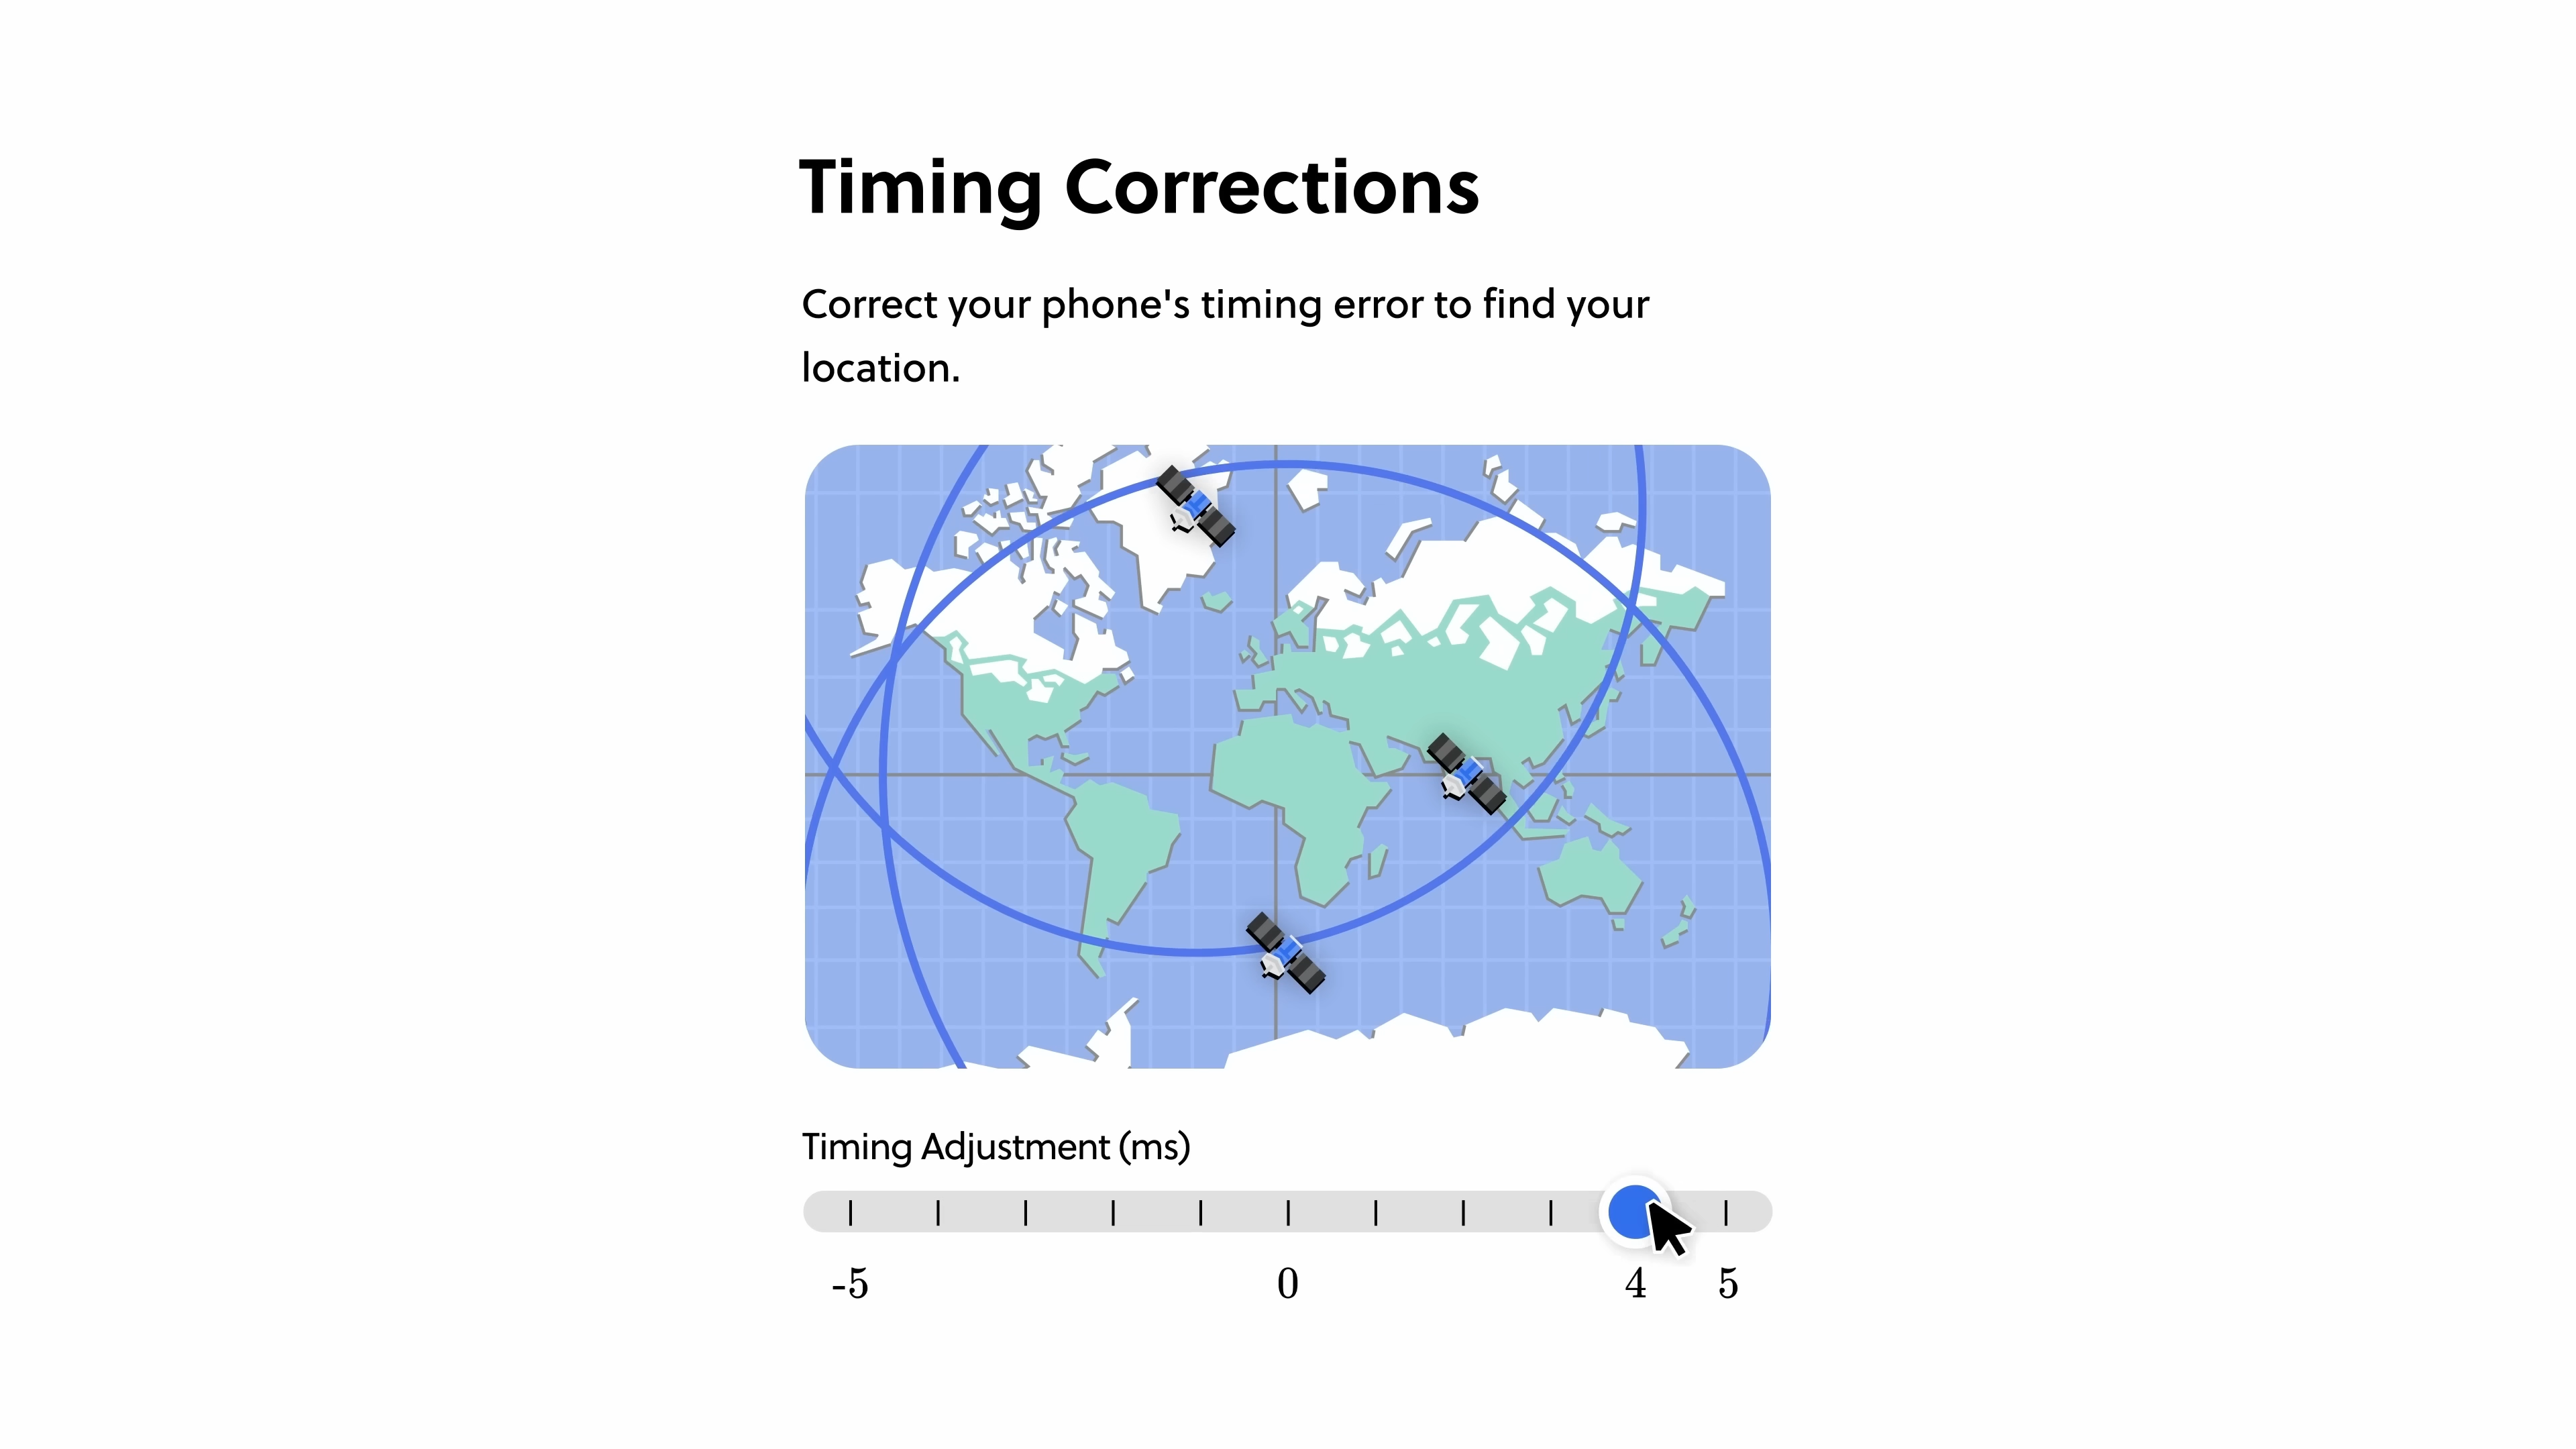 Timing Corrections
Correct your phone's timing error to find your
location.
Timing Adjustment (ms)
-5 0 4 5